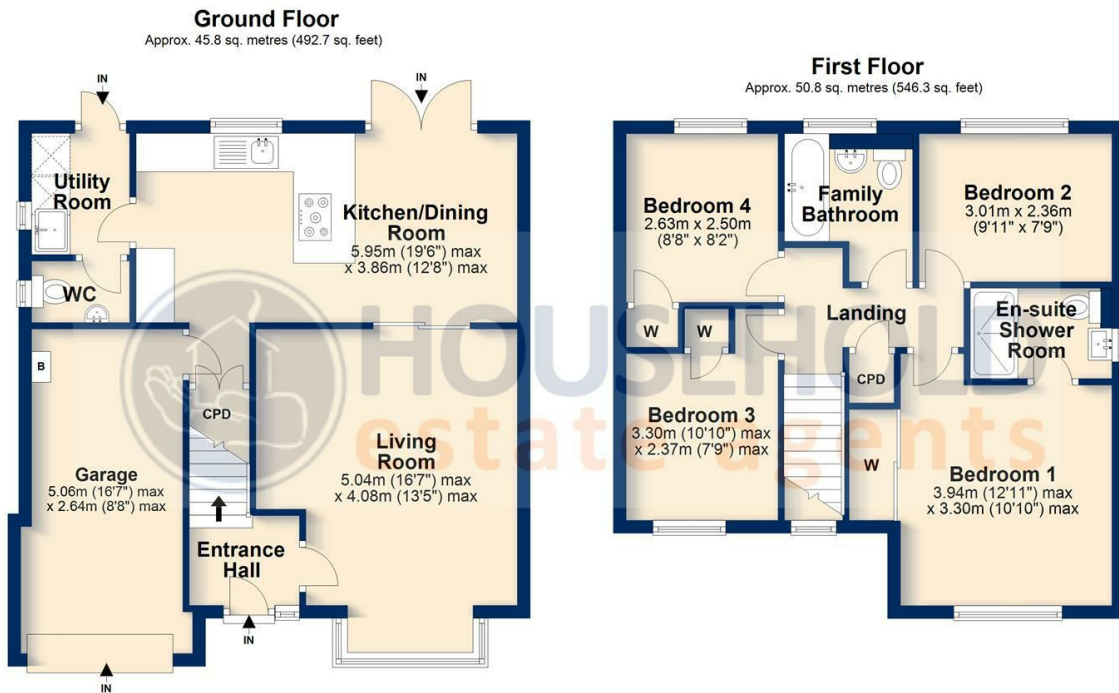 Ground Floor
Approx. 45.8 sq. metres (492.7 sq. feet)
IN
IN
Utility
Room
Kitchen/Dining
Room
5.95m (19'6") max
x 3.86m (12'8") max
WC
B
CPD
Garage
5.06m (16'7") max
x 2.64m (8'8") max
Living
Room
5.04m (16'7") max
x 4.08m (13'5") max
Entrance
Hall
IN
IN
First Floor
Approx. 50.8 sq. metres (546.3 sq. feet)
Bedroom 4
2.63m x 2.50m
(8'8" x 8'2")
Family
Bathroom
Bedroom 2
3.01m x 2.36m
(9'11" x 7'9")
W
W
Landing
En-suite
Shower
Room
CPD
Bedroom 3
3.30m (10'10") max
x 2.37m (7'9") max
W
Bedroom 1
3.94m (12'11") max
x 3.30m (10'10") max
HOUSEHOLD
estate agents